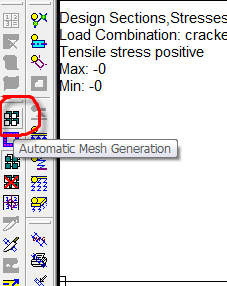 Design Sections,Stresses
Load Combination: cracke
Tensile stress positive
Max: -0
Min: -0
Automatic Mesh Generation